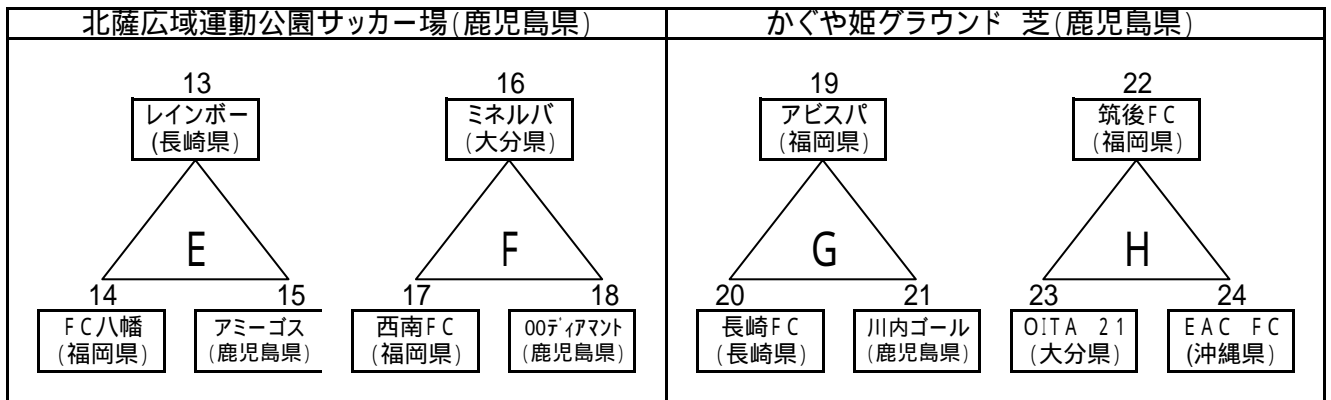 北薩広域運動公園サッカー場(鹿児島県)
かぐや姫グラウンド 芝(鹿児島県)
13
16
19
22
レインボー
(長崎県)
ミネルバ
(大分県)
アビスパ
(福岡県)
筑後FC
(福岡県)
E
F
G
H
14
15
17
18
20
21
23
24
FC八幡
(福岡県)
アミーゴス
(鹿児島県)
西南FC
(福岡県)
00ディアマント
(鹿児島県)
長崎FC
(長崎県)
川内ゴール
(鹿児島県)
OITA 21
(大分県)
EAC FC
(沖縄県)